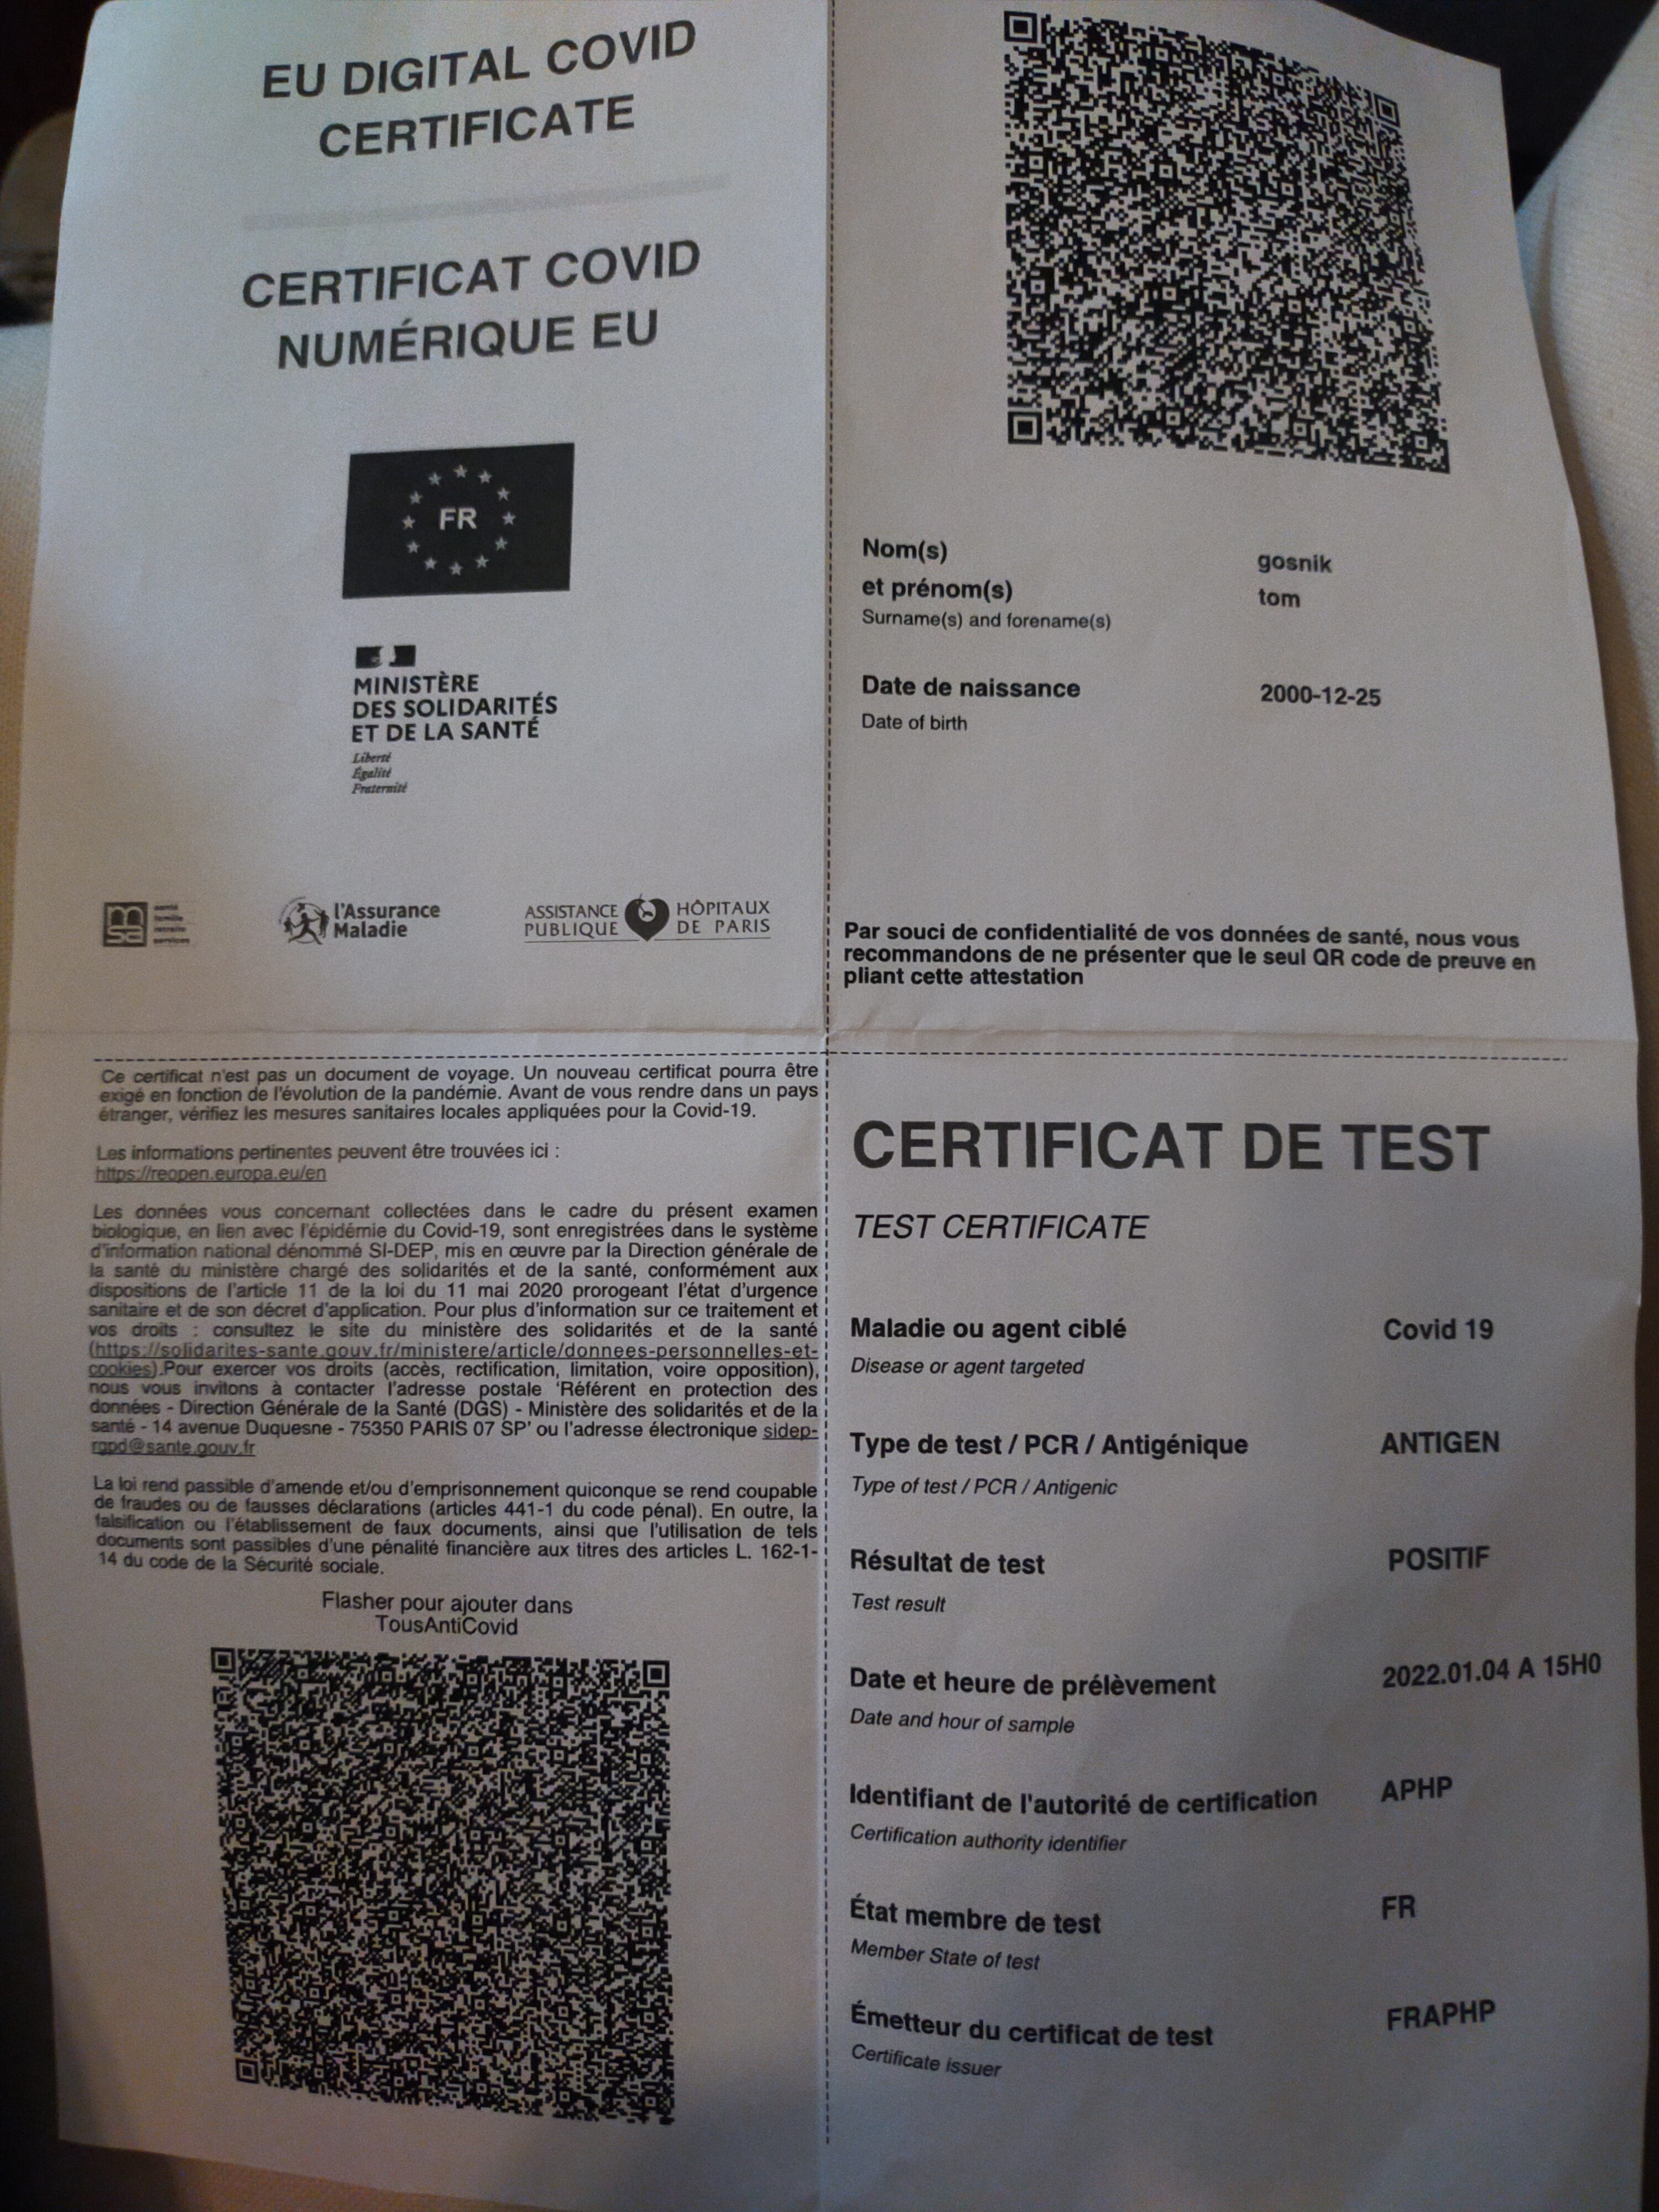 EU DIGITAL COVID
CERTIFICATE
CERTIFICAT COVID
NUMÉRIQUE EU
FR
MINISTÈRE
DES SOLIDARITÉS
ET DE LA SANTÉ
Liberté
Égalité
Fraternité
msa
santé
famille
retraite
services
l'Assurance
Maladie
ASSISTANCE
PUBLIQUE
HÔPITAUX
DE PARIS
Nom(s)
gosnik
et prénom(s)
tom
Surname(s) and forename(s)
Date de naissance
2000-12-25
Date of birth
Par souci de confidentialité de vos données de santé, nous vous
recommandons de ne présenter que le seul QR code de preuve en
pliant cette attestation
Ce certificat n'est pas un document de voyage. Un nouveau certificat pourra être
exigé en fonction de l'évolution de la pandémie. Avant de vous rendre dans un pays
étranger, vérifiez les mesures sanitaires locales appliquées pour la Covid-19.
Les informations pertinentes peuvent être trouvées ici :
https://reopen.europa.eu/en
Les données vous concernant collectées dans le cadre du présent examen
biologique, en lien avec l'épidémie du Covid-19, sont enregistrées dans le système
d'information national dénommé SI-DEP, mis en œuvre par la Direction générale de
la santé du ministère chargé des solidarités et de la santé, conformément aux
dispositions de l'article 11 de la loi du 11 mai 2020 prorogeant l'état d'urgence
sanitaire et de son décret d'application. Pour plus d'information sur ce traitement et
vos droits : consultez le site du ministère des solidarités et de la santé
(https://solidarites-sante.gouv.fr/ministere/article/donnees-personnelles-et-
cookies).Pour exercer vos droits (accès, rectification, limitation, voire opposition),
nous vous invitons à contacter l'adresse postale 'Référent en protection des
données - Direction Générale de la Santé (DGS) - Ministère des solidarités et de la
santé - 14 avenue Duquesne - 75350 PARIS 07 SP' ou l'adresse électronique sidep-
rgpd@sante.gouv.fr
La loi rend passible d'amende et/ou d'emprisonnement quiconque se rend coupable
de fraudes ou de fausses déclarations (articles 441-1 du code pénal). En outre, la
falsification ou l'établissement de faux documents, ainsi que l'utilisation de tels
documents sont passibles d'une pénalité financière aux titres des articles L. 162-1-
14 du code de la Sécurité sociale.
Flasher pour ajouter dans
TousAntiCovid
CERTIFICAT DE TEST
TEST CERTIFICATE
Maladie ou agent ciblé
Covid 19
Disease or agent targeted
Type de test / PCR / Antigénique
ANTIGEN
Type of test / PCR / Antigenic
Résultat de test
POSITIF
Test result
Date et heure de prélèvement
2022.01.04 A 15H0
Date and hour of sample
Identifiant de l'autorité de certification
APHP
Certification authority identifier
État membre de test
FR
Member State of test
Émetteur du certificat de test
FRAPHP
Certificate issuer